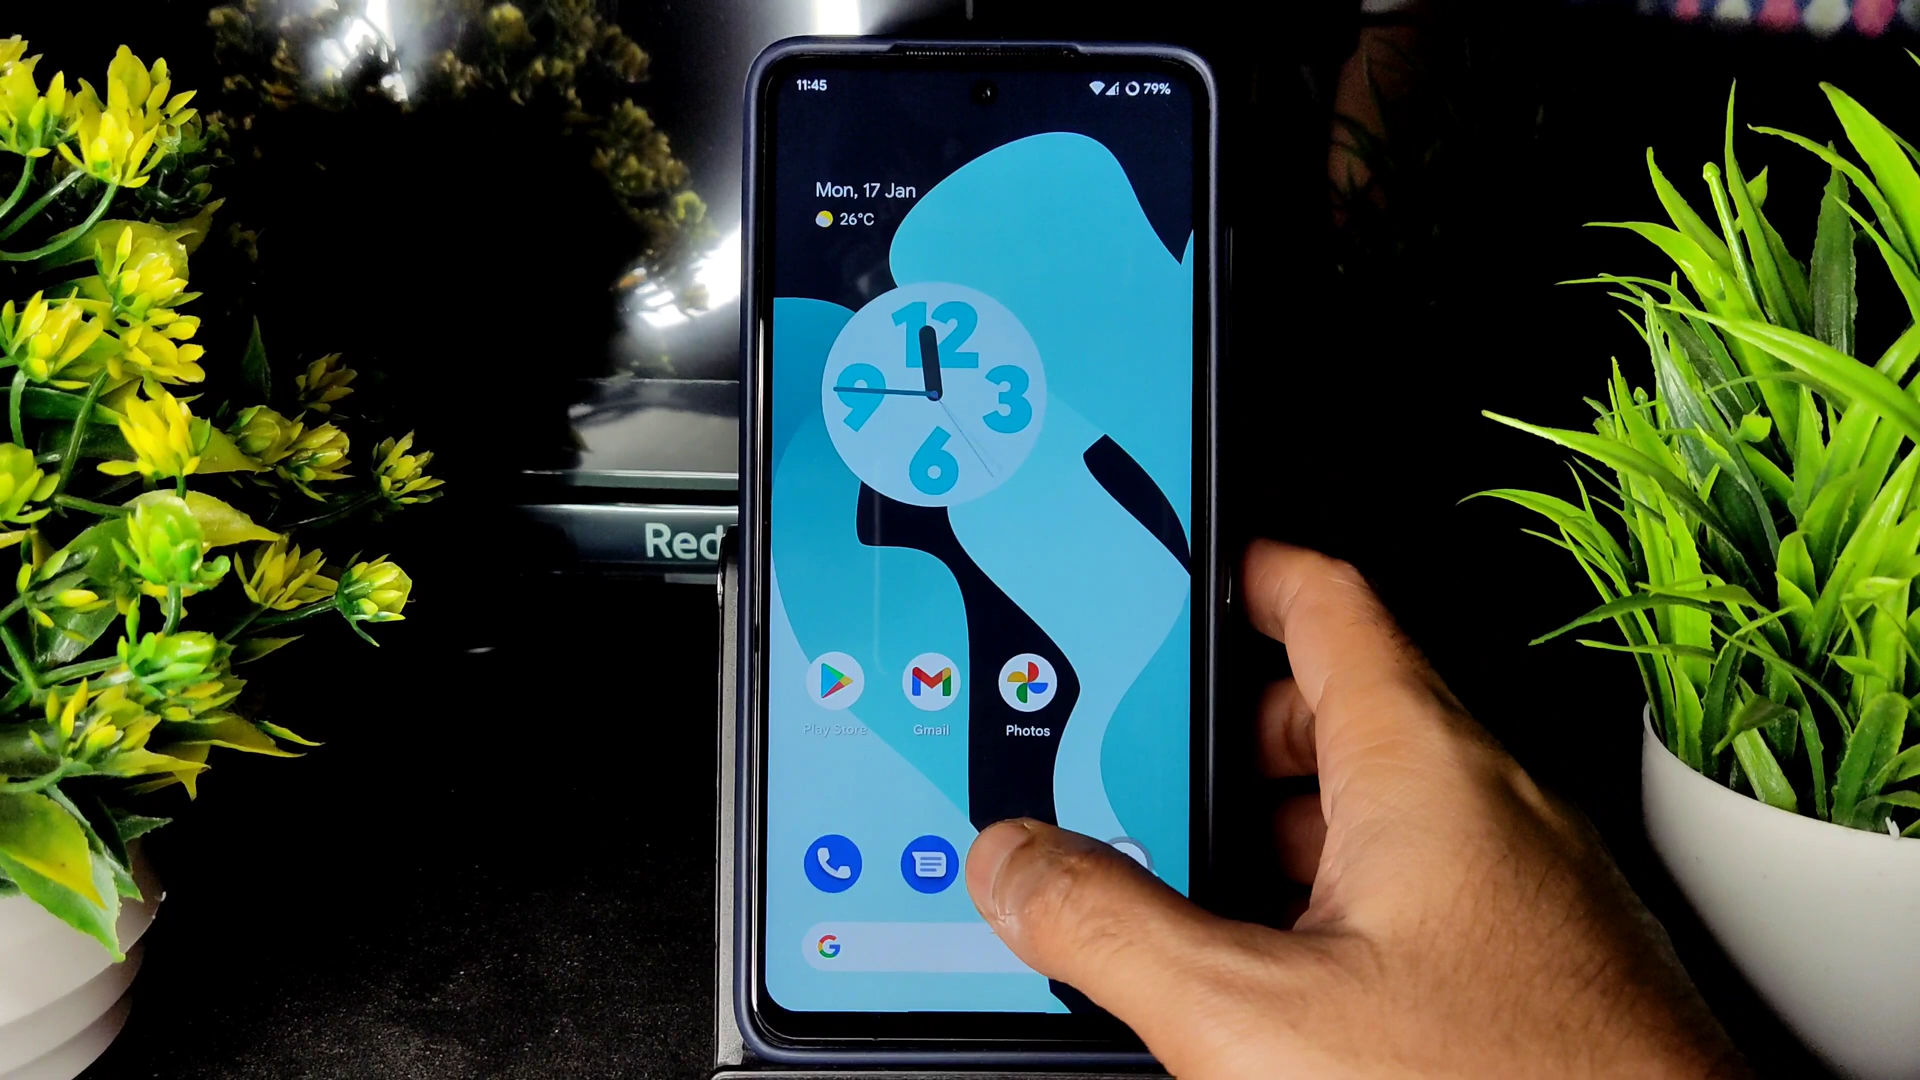 11:45
79%
Mon, 17 Jan
26°C
12
9
3
6
Red
Play Store
Gmail
Photos
G